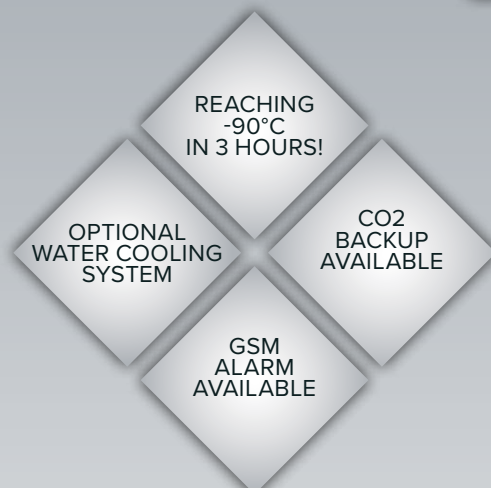 REACHING
-90°C
IN 3 HOURS!
OPTIONAL
WATER COOLING
SYSTEM
CO2
BACKUP
AVAILABLE
GSM
ALARM
AVAILABLE